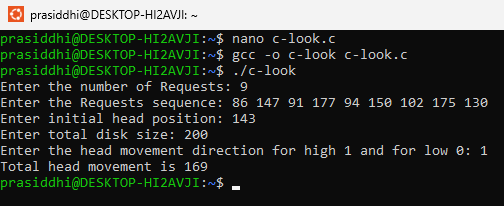 prasiddhi@DESKTOP-HI2AVJI: ~
prasiddhi@DESKTOP-HI2AVJI:~$ nano c-look.c
prasiddhi@DESKTOP-HI2AVJI:~$ gcc -o c-look c-look.c
prasiddhi@DESKTOP-HI2AVJI:~$ ./c-look
Enter the number of Requests: 9
Enter the Requests sequence: 86 147 91 177 94 150 102 175 130
Enter initial head position: 143
Enter total disk size: 200
Enter the head movement direction for high 1 and for low 0: 1
Total head movement is 169
prasiddhi@DESKTOP-HI2AVJI:~$